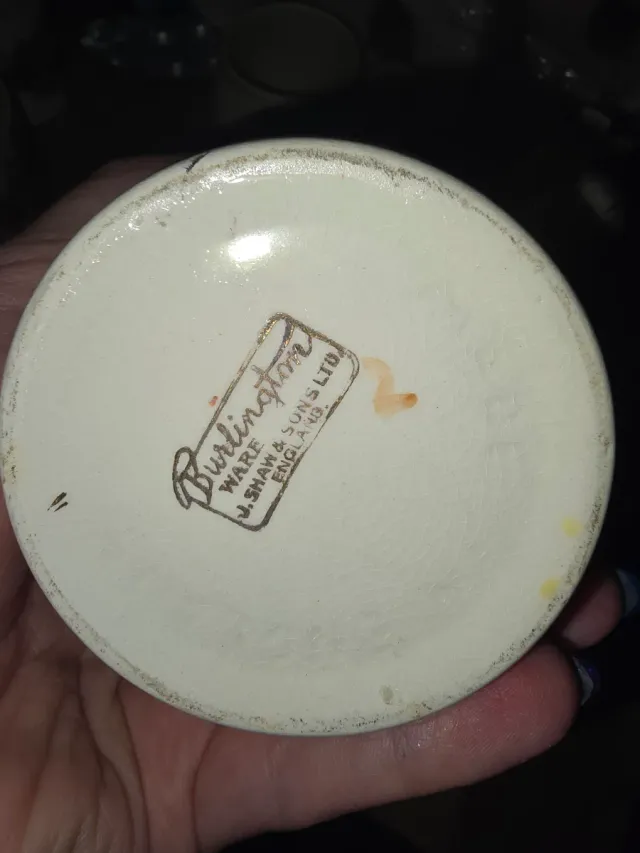 Burlington
WARE
J. SHAW & SONS LTD.
ENGLAND.